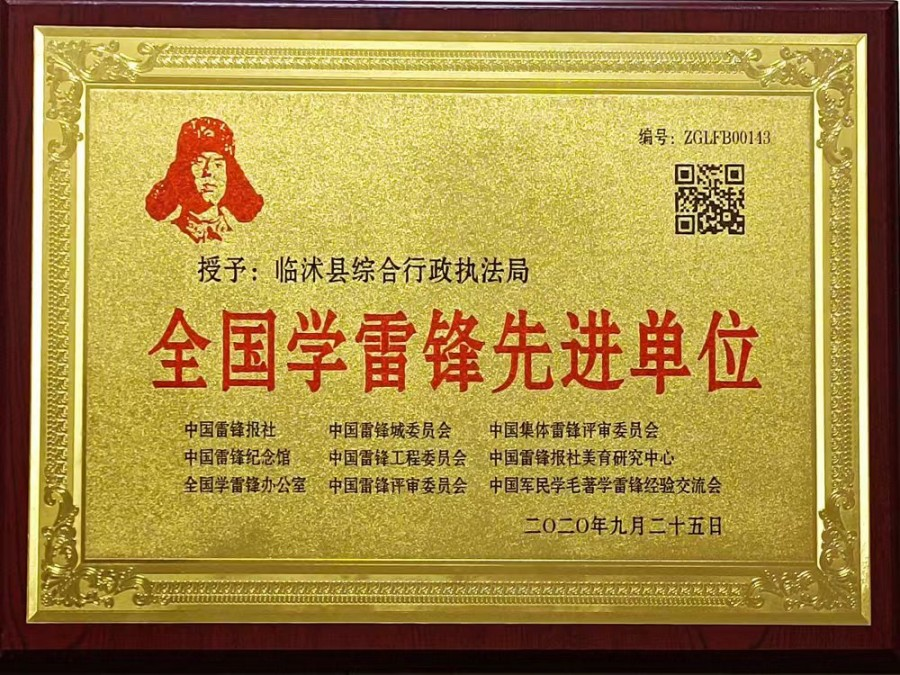 编号：ZGLFB00143
授予：临沭县综合行政执法局
全国学雷锋先进单位
中国雷锋报社 中国雷锋城委员会 中国集体雷锋评审委员会
中国雷锋纪念馆 中国雷锋工程委员会 中国雷锋报社美育研究中心
全国学雷锋办公室 中国雷锋评审委员会 中国军民学毛著学雷锋经验交流会
二〇二〇年九月二十五日